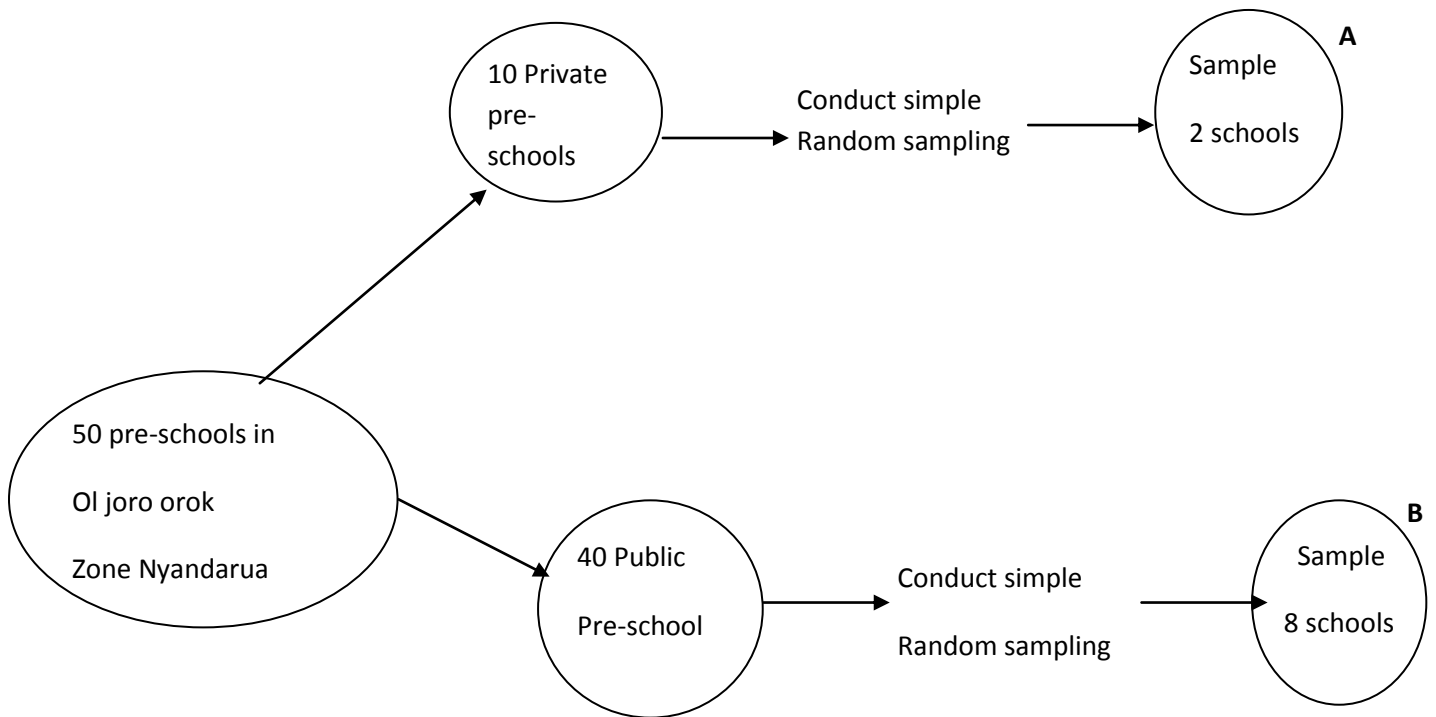 10 Private
pre-
schools
Conduct simple
Random sampling
A
Sample
2 schools
50 pre-schools in
Ol joro orok
Zone Nyandarua
40 Public
Pre-school
Conduct simple
Random sampling
B
Sample
8 schools